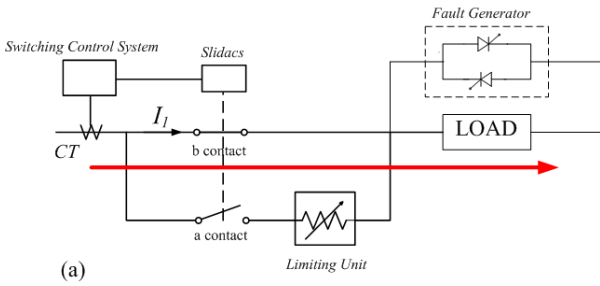 Fault Generator
Switching Control System
Slidacs
I1
LOAD
CT
b contact
a contact
Limiting Unit
(a)